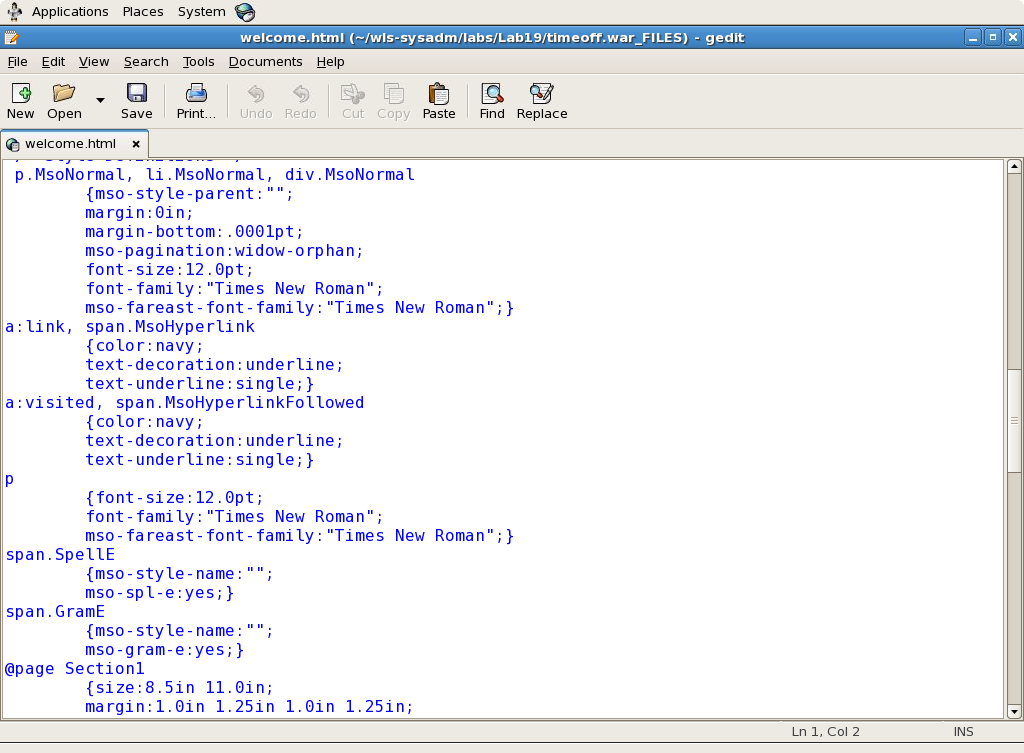 Applications Places System
welcome.html (~/wls-sysadm/labs/Lab19/timeoff.war_FILES) - gedit
File Edit View Search Tools Documents Help
New Open Save Print... Undo Redo Cut Copy Paste Find Replace
welcome.html
p.MsoNormal, li.MsoNormal, div.MsoNormal
{mso-style-parent:"";
margin:0in;
margin-bottom:.0001pt;
mso-pagination:widow-orphan;
font-size:12.0pt;
font-family:"Times New Roman";
mso-fareast-font-family:"Times New Roman";}
a:link, span.MsoHyperlink
{color:navy;
text-decoration:underline;
text-underline:single;}
a:visited, span.MsoHyperlinkFollowed
{color:navy;
text-decoration:underline;
text-underline:single;}
p
{font-size:12.0pt;
font-family:"Times New Roman";
mso-fareast-font-family:"Times New Roman";}
span.SpellE
{mso-style-name:"";
mso-spl-e:yes;}
span.GramE
{mso-style-name:"";
mso-gram-e:yes;}
@page Section1
{size:8.5in 11.0in;
margin:1.0in 1.25in 1.0in 1.25in;
Ln 1, Col 2 INS